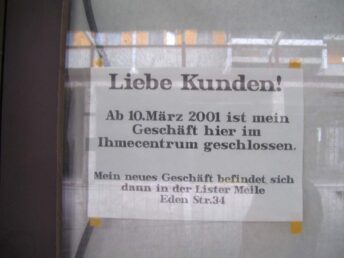 Liebe Kunden!
Ab 10.März 2001 ist mein
Geschäft hier im
Ihmecentrum geschlossen.
Mein neues Geschäft befindet sich
dann in der Lister Meile
Eden Str.34